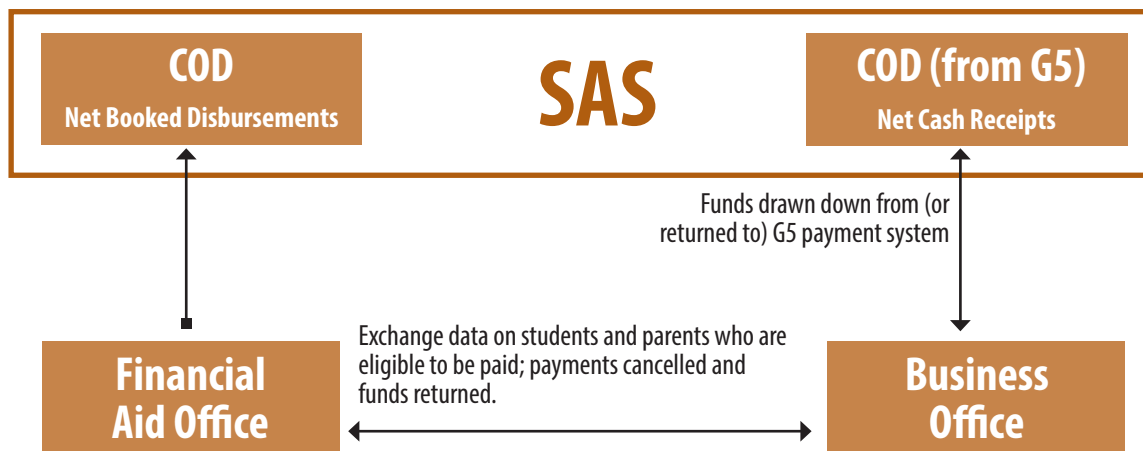 COD
Net Booked Disbursements
SAS
COD (from G5)
Net Cash Receipts
Funds drawn down from (or
returned to) G5 payment system
Exchange data on students and parents who are
eligible to be paid; payments cancelled and
funds returned.
Financial
Aid Office
Business
Office